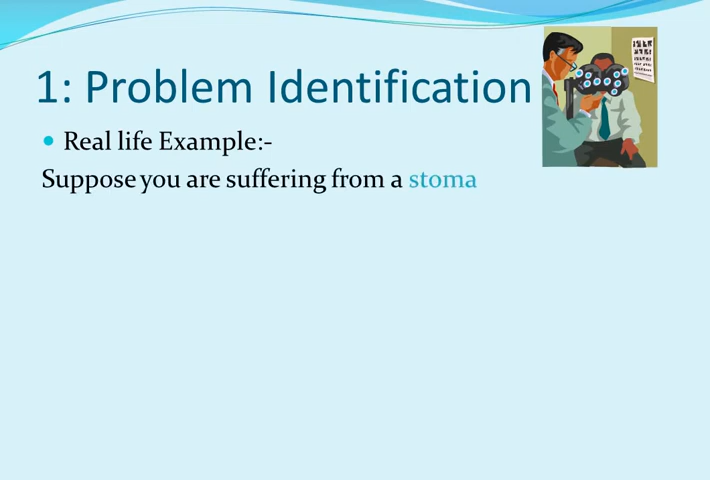 1: Problem Identification
Real life Example:-
Suppose you are suffering from a stoma